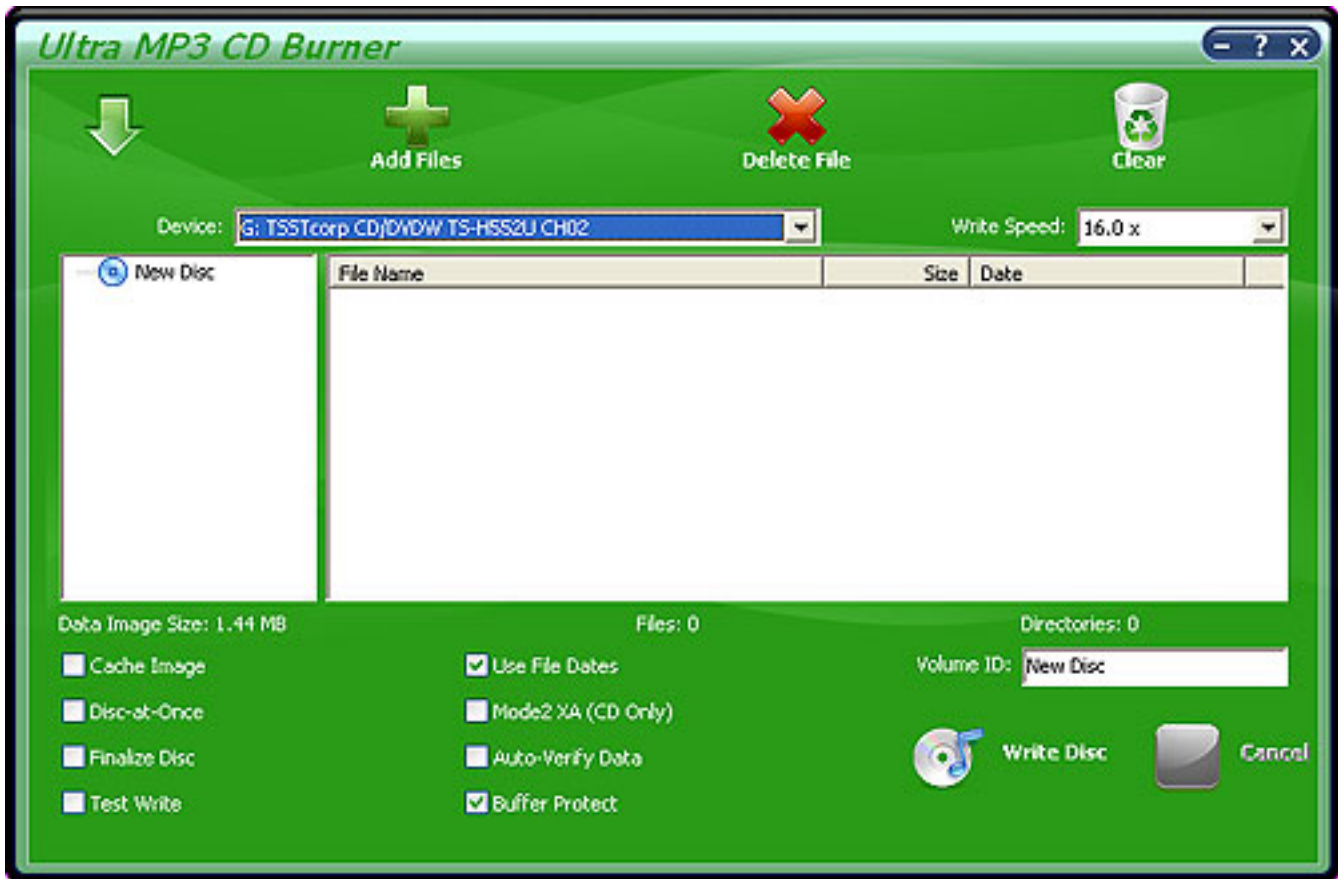 Ultra MP3 CD Burner
Add Files
Delete File
Clear
Device: G: TSSTcorp CD/DVDW TS-H552U CH02
Write Speed: 16.0 x
New Disc
File Name Size Date
Data Image Size: 1.44 MB
Files: 0
Directories: 0
Cache Image
Use File Dates
Volume ID: New Disc
Disc-at-Once
Mode2 XA (CD Only)
Finalize Disc
Auto-Verify Data
Write Disc
Cancel
Test Write
Buffer Protect